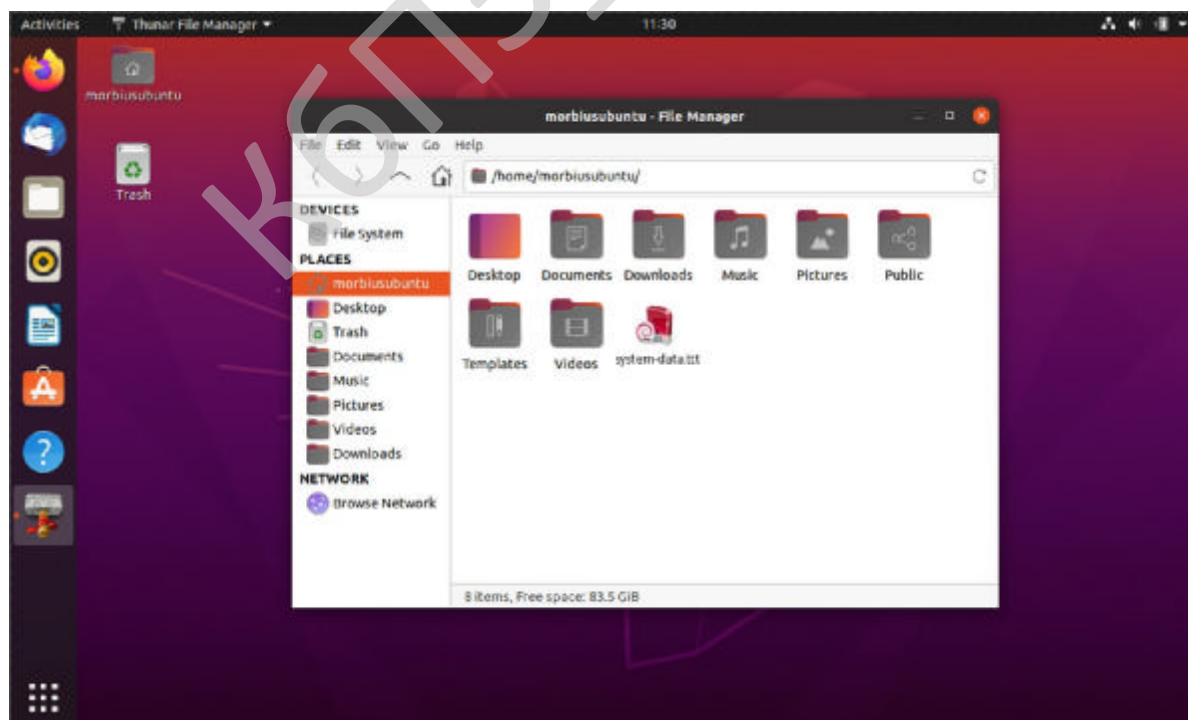 Activities Thunar File Manager 11:30
morbiusubuntu
Trash
morbiusubuntu - File Manager
File Edit View Go Help
/home/morbiusubuntu/
DEVICES
File System
PLACES
morbiusubuntu
Desktop
Trash
Documents
Music
Pictures
Videos
Downloads
NETWORK
Browse Network
Desktop Documents Downloads Music Pictures Public
Templates Videos system-data.ttt
8 items, Free space: 83.5 GiB